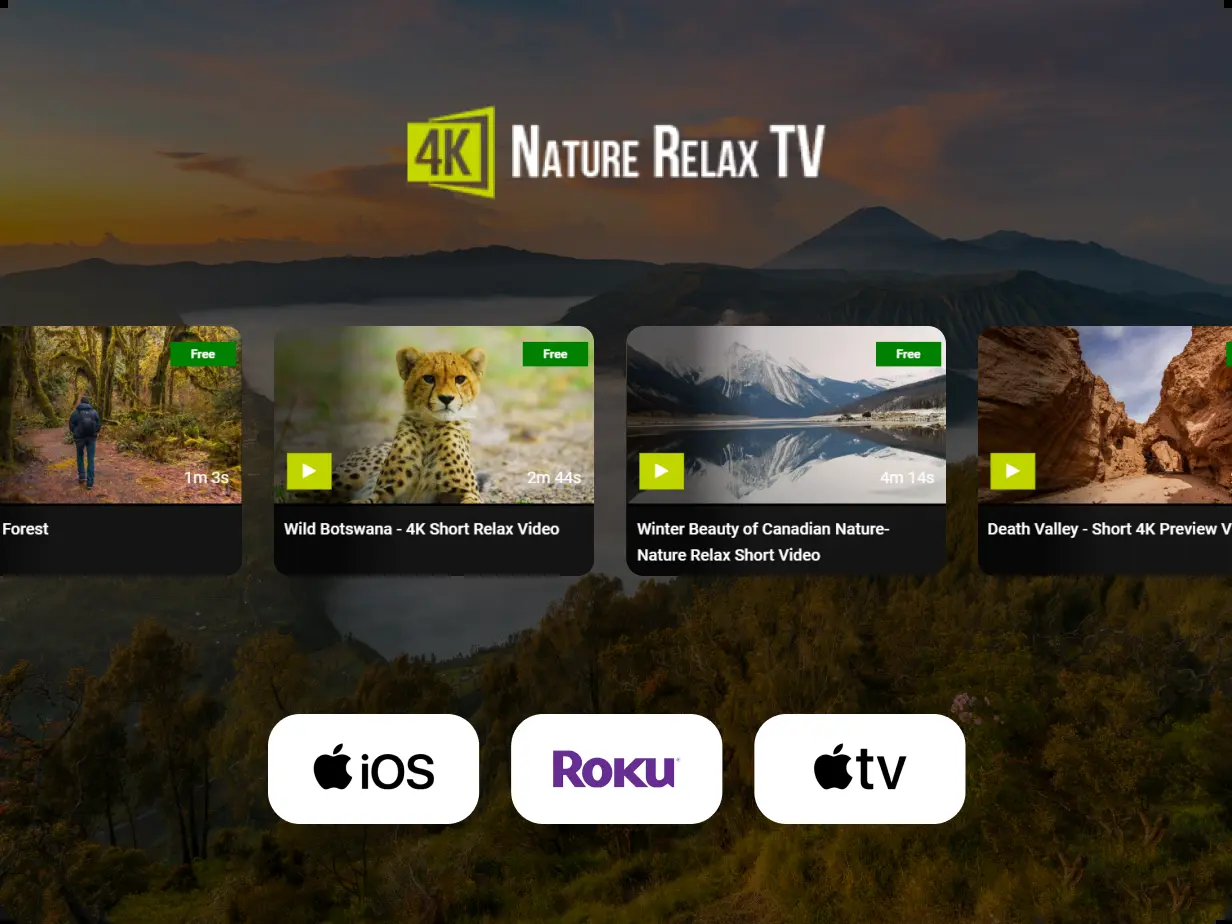 4K NATURE RELAX TV
Free
Free
Free
1m 3s
2m 44s
4m 14s
Forest
Wild Botswana - 4K Short Relax Video
Winter Beauty of Canadian Nature-
Nature Relax Short Video
Death Valley - Short 4K Preview V
iOS
ROKU
tv